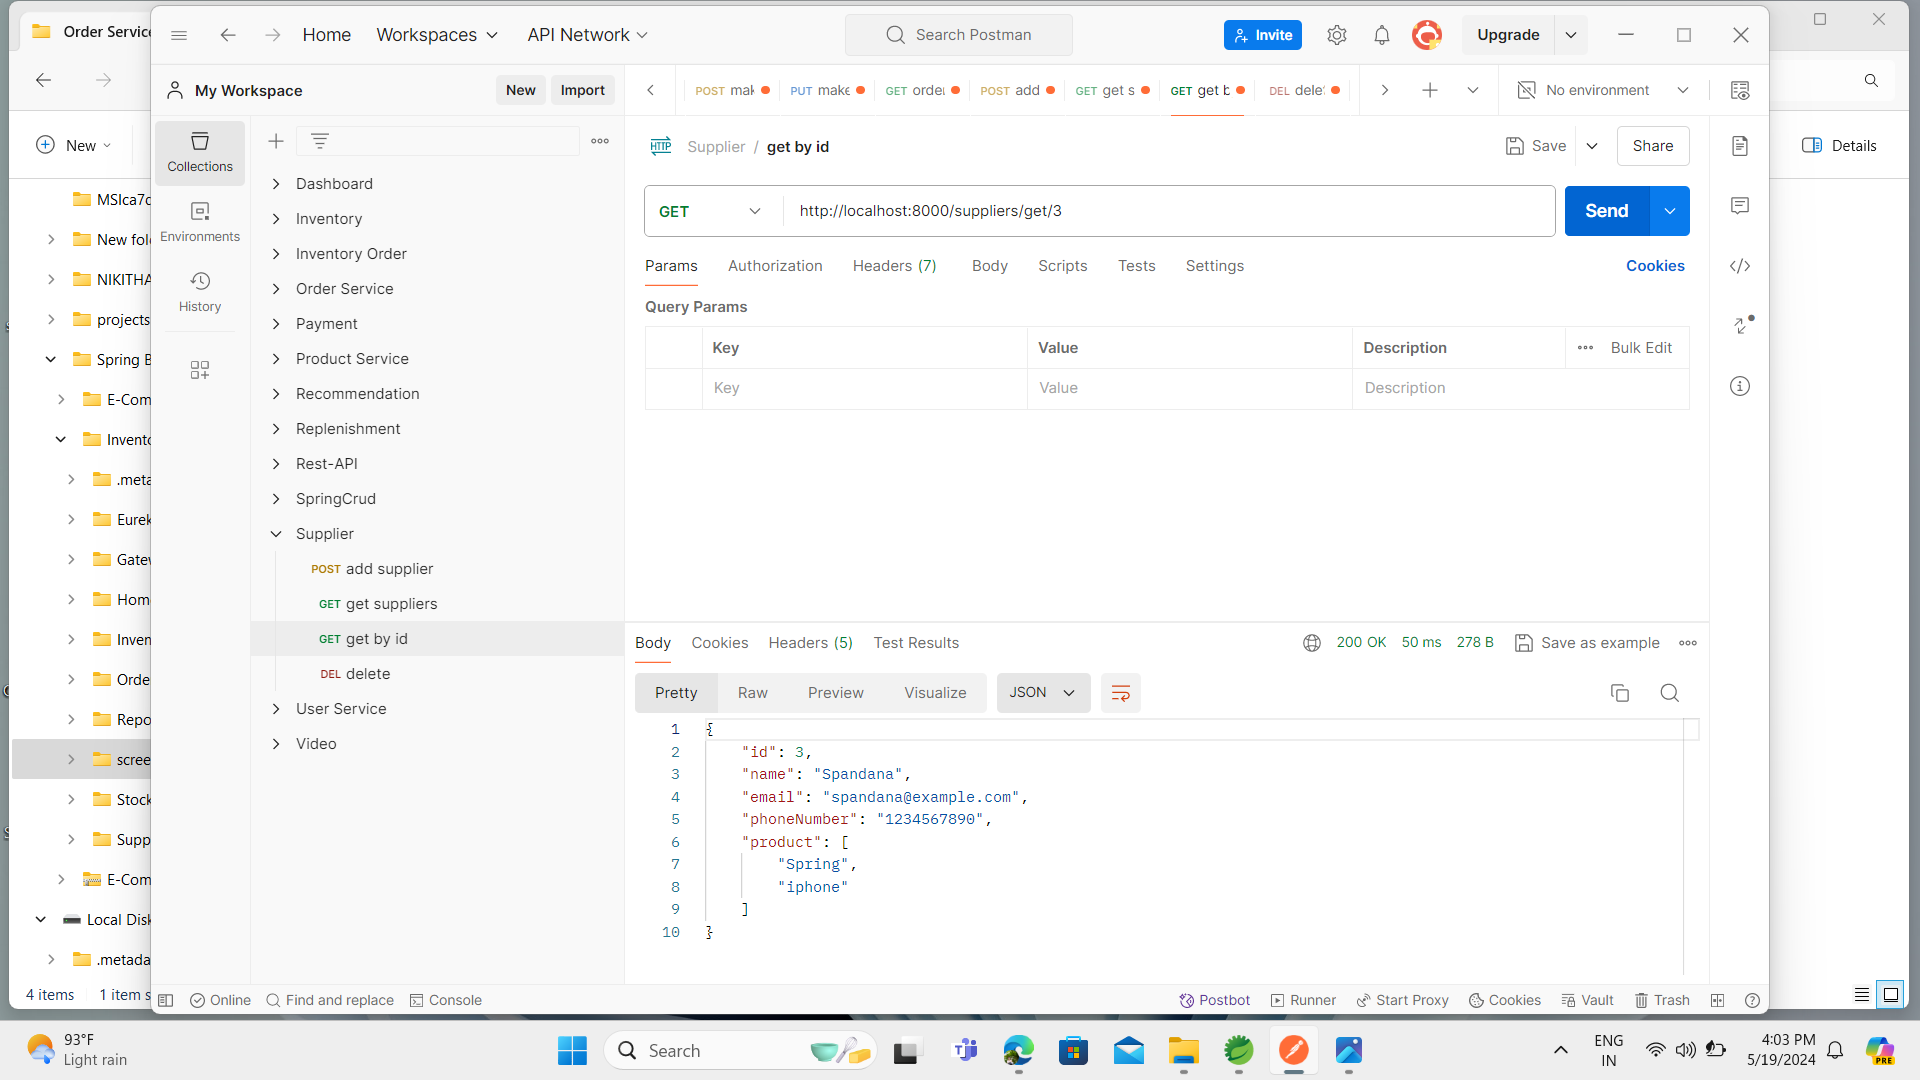 Order Service
Home
Workspaces
API Network
Search Postman
Invite
Upgrade
My Workspace
New
Import
POST
PUT make
GET
POST add
GET get s
GET get b
DEL
No environment
New
Collections
Environments
History
Dashboard
Inventory
Inventory Order
Order Service
Payment
Product Service
Recommendation
Replenishment
Rest-API
SpringCrud
Supplier
POST add supplier
GET get suppliers
GET get by id
DEL delete
User Service
Video
HTTP
Supplier / get by id
Save
Share
Details
GET
http://localhost:8000/suppliers/get/3
Send
Params
Authorization
Headers (7)
Body
Scripts
Tests
Settings
Cookies
Query Params
Key
Value
Description
Bulk Edit
Key
Value
Description
NIKITHA
projects
Spring B
E-Com
Invento
.meta
Eurek
Gatew
Hom
Inven
Orde
Repo
scree
Stock
Supp
E-Com
Local Disk
.metada
Body
Cookies
Headers (5)
Test Results
200 OK
50 ms
278 B
Save as example
Pretty
Raw
Preview
Visualize
JSON
1 {
2 "id": 3,
3 "name": "Spandana",
4 "email": "spandana@example.com",
5 "phoneNumber": "1234567890",
6 "product": [
7 "Spring",
8 "iphone"
9 ]
10 }
4 items
1 item s
Online
Find and replace
Console
Postbot
Runner
Start Proxy
Cookies
Vault
Trash
93°F
Light rain
Search
ENG
IN
4:03 PM
5/19/2024
PRE